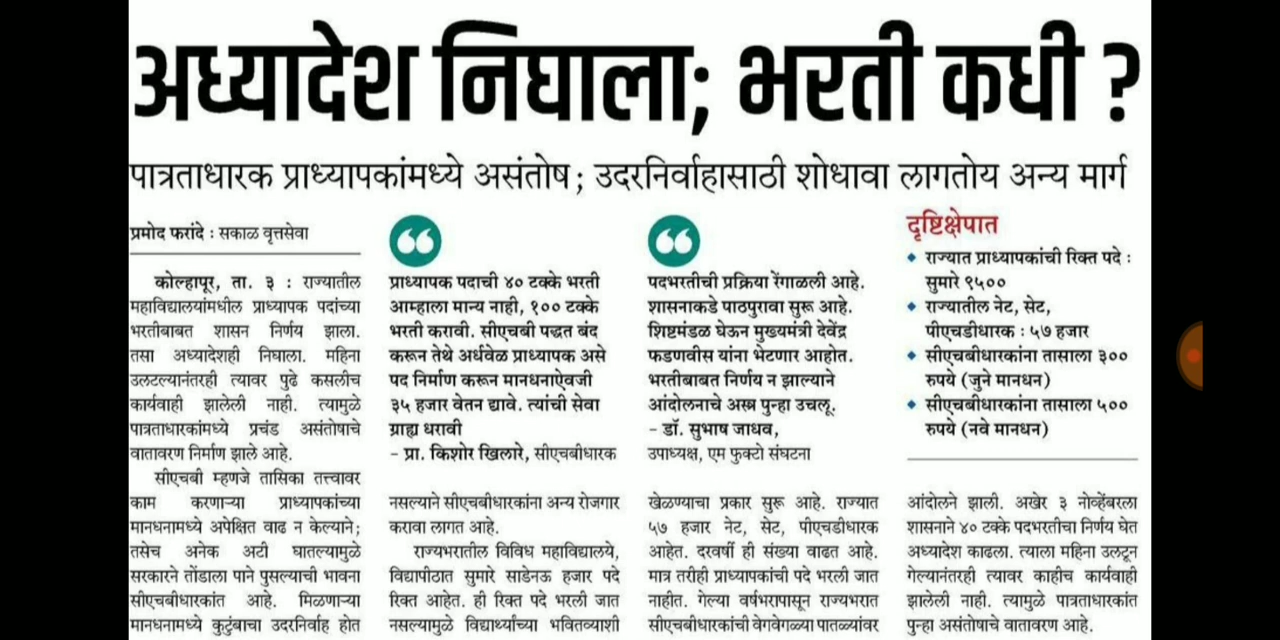 अध्यादेश निघाला; भरती कधी ?
पात्रताधारक प्राध्यापकांमध्ये असंतोष; उदरनिर्वाहासाठी शोधावा लागतोय अन्य मार्ग
प्रमोद फरांदे : सकाळ वृत्तसेवा
कोल्हापूर, ता. ३ : राज्यातील
महाविद्यालयांमधील प्राध्यापक पदांच्या
भरतीबाबत शासन निर्णय झाला.
तसा अध्यादेशही निघाला. महिना
उलटल्यानंतरही त्यावर पुढे कसलीच
कार्यवाही झालेली नाही. त्यामुळे
पात्रताधारकांमध्ये प्रचंड असंतोषाचे
वातावरण निर्माण झाले आहे.
सीएचबी म्हणजे तासिका तत्त्वावर
काम करणाऱ्या प्राध्यापकांच्या
मानधनामध्ये अपेक्षित वाढ न केल्याने;
तसेच अनेक अटी घातल्यामुळे
सरकारने तोंडाला पाने पुसल्याची भावना
सीएचबीधारकांत आहे. मिळणाऱ्या
मानधनामध्ये कुटुंबाचा उदरनिर्वाह होत
प्राध्यापक पदाची ४० टक्के भरती
आम्हाला मान्य नाही, १०० टक्के
भरती करावी. सीएचबी पद्धत बंद
करून तेथे अर्धवेळ प्राध्यापक असे
पद निर्माण करून मानधनाऐवजी
३५ हजार वेतन द्यावे. त्यांची सेवा
ग्राह्य धरावी
– प्रा. किशोर खिलारे, सीएचबीधारक
नसल्याने सीएचबीधारकांना अन्य रोजगार
करावा लागत आहे.
राज्यभरातील विविध महाविद्यालये,
विद्यापीठात सुमारे साडेनऊ हजार पदे
रिक्त आहेत. ही रिक्त पदे भरली जात
नसल्यामुळे विद्यार्थ्यांच्या भवितव्याशी
पदभरतीची प्रक्रिया रेंगाळली आहे.
शासनाकडे पाठपुरावा सुरू आहे.
शिष्टमंडळ घेऊन मुख्यमंत्री देवेंद्र
फडणवीस यांना भेटणार आहोत.
भरतीबाबत निर्णय न झाल्याने
आंदोलनाचे अस्त्र पुन्हा उचलू.
– डॉ. सुभाष जाधव,
उपाध्यक्ष, एम फुक्टो संघटना
खेळण्याचा प्रकार सुरू आहे. राज्यात
५७ हजार नेट, सेट, पीएचडीधारक
आहेत. दरवर्षी ही संख्या वाढत आहे.
मात्र तरीही प्राध्यापकांची पदे भरली जात
नाहीत. गेल्या वर्षभरापासून राज्यभरात
सीएचबीधारकांची वेगवेगळ्या पातळ्यांवर
दृष्टिक्षेपात
राज्यात प्राध्यापकांची रिक्त पदे :
सुमारे ९५००
राज्यातील नेट, सेट,
पीएचडीधारक : ५७ हजार
सीएचबीधारकांना तासाला ३००
रुपये (जुने मानधन)
सीएचबीधारकांना तासाला ५००
रुपये (नवे मानधन)
आंदोलने झाली. अखेर ३ नोव्हेंबरला
शासनाने ४० टक्के पदभरतीचा निर्णय घेत
अध्यादेश काढला. त्याला महिना उलटून
गेल्यानंतरही त्यावर काहीच कार्यवाही
झालेली नाही. त्यामुळे पात्रताधारकांत
पुन्हा असंतोषाचे वातावरण आहे.